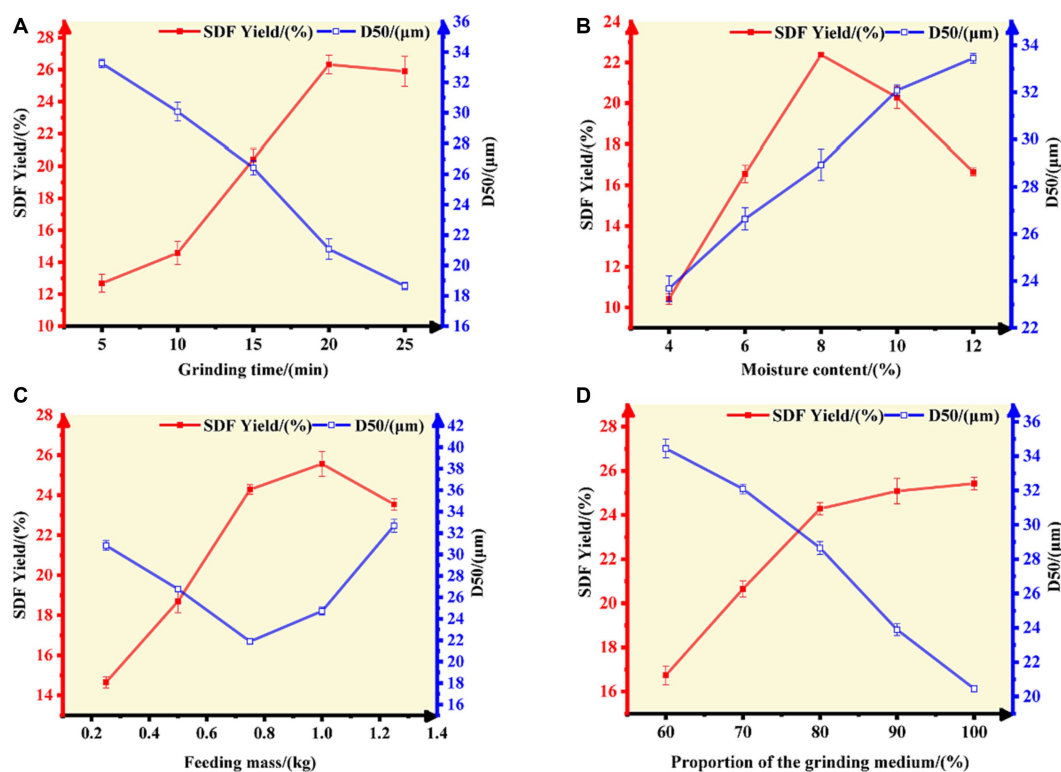 A
SDF Yield/(%)
D50/(μm)
28
26
24
22
20
18
16
14
12
10
36
34
32
30
28
26
24
22
20
18
16
SDF Yield/(%)
D50/(μm)
5 10 15 20 25
Grinding time/(min)
B
SDF Yield/(%)
D50/(μm)
24
22
20
18
16
14
12
10
34
32
30
28
26
24
22
SDF Yield/(%)
D50/(μm)
4 6 8 10 12
Moisture content/(%)
C
SDF Yield/(%)
D50/(μm)
28
26
24
22
20
18
16
14
42
40
38
36
34
32
30
28
26
24
22
20
18
16
SDF Yield/(%)
D50/(μm)
0.2 0.4 0.6 0.8 1.0 1.2 1.4
Feeding mass/(kg)
D
SDF Yield/(%)
D50/(μm)
28
26
24
22
20
18
16
36
34
32
30
28
26
24
22
20
SDF Yield/(%)
D50/(μm)
60 70 80 90 100
Proportion of the grinding medium/(%)